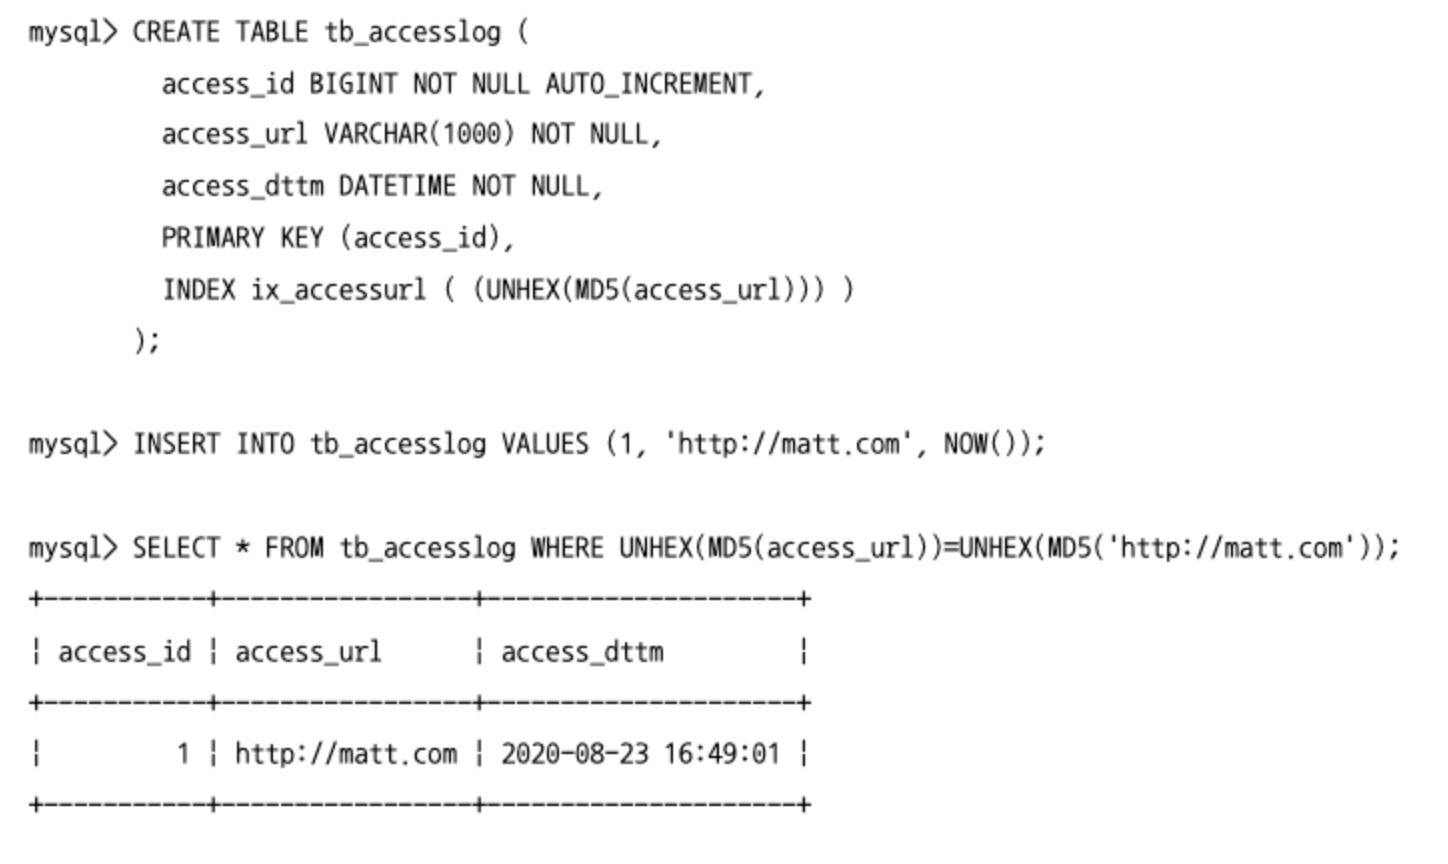 mysql> CREATE TABLE tb_accesslog (
access_id BIGINT NOT NULL AUTO_INCREMENT,
access_url VARCHAR(1000) NOT NULL,
access_dttm DATETIME NOT NULL,
PRIMARY KEY (access_id),
INDEX ix_accessurl ( (UNHEX(MD5(access_url))) )
);
mysql> INSERT INTO tb_accesslog VALUES (1, 'http://matt.com', NOW());
mysql> SELECT * FROM tb_accesslog WHERE UNHEX(MD5(access_url))=UNHEX(MD5('http://matt.com'));
+-----------+-----------------+---------------------+
¦ access_id ¦ access_url      ¦ access_dttm         ¦
+-----------+-----------------+---------------------+
¦         1 ¦ http://matt.com ¦ 2020-08-23 16:49:01 ¦
+-----------+-----------------+---------------------+